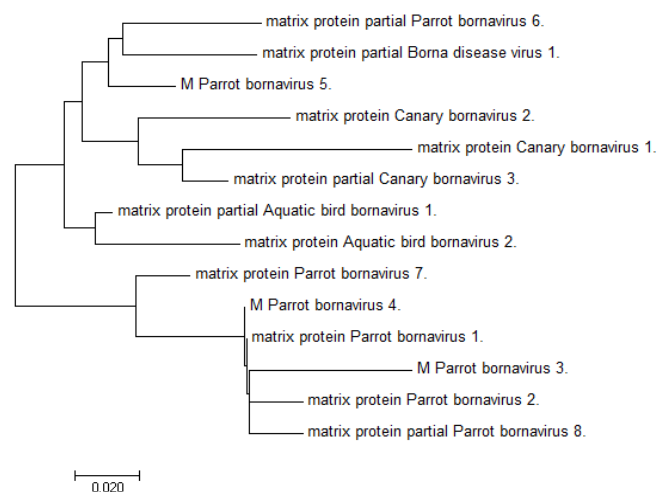 matrix protein partial Parrot bornavirus 6.
matrix protein partial Borna disease virus 1.
M Parrot bornavirus 5.
matrix protein Canary bornavirus 2.
matrix protein Canary bornavirus 1.
matrix protein partial Canary bornavirus 3.
matrix protein partial Aquatic bird bornavirus 1.
matrix protein Aquatic bird bornavirus 2.
matrix protein Parrot bornavirus 7.
M Parrot bornavirus 4.
matrix protein Parrot bornavirus 1.
M Parrot bornavirus 3.
matrix protein Parrot bornavirus 2.
matrix protein partial Parrot bornavirus 8.
0.020